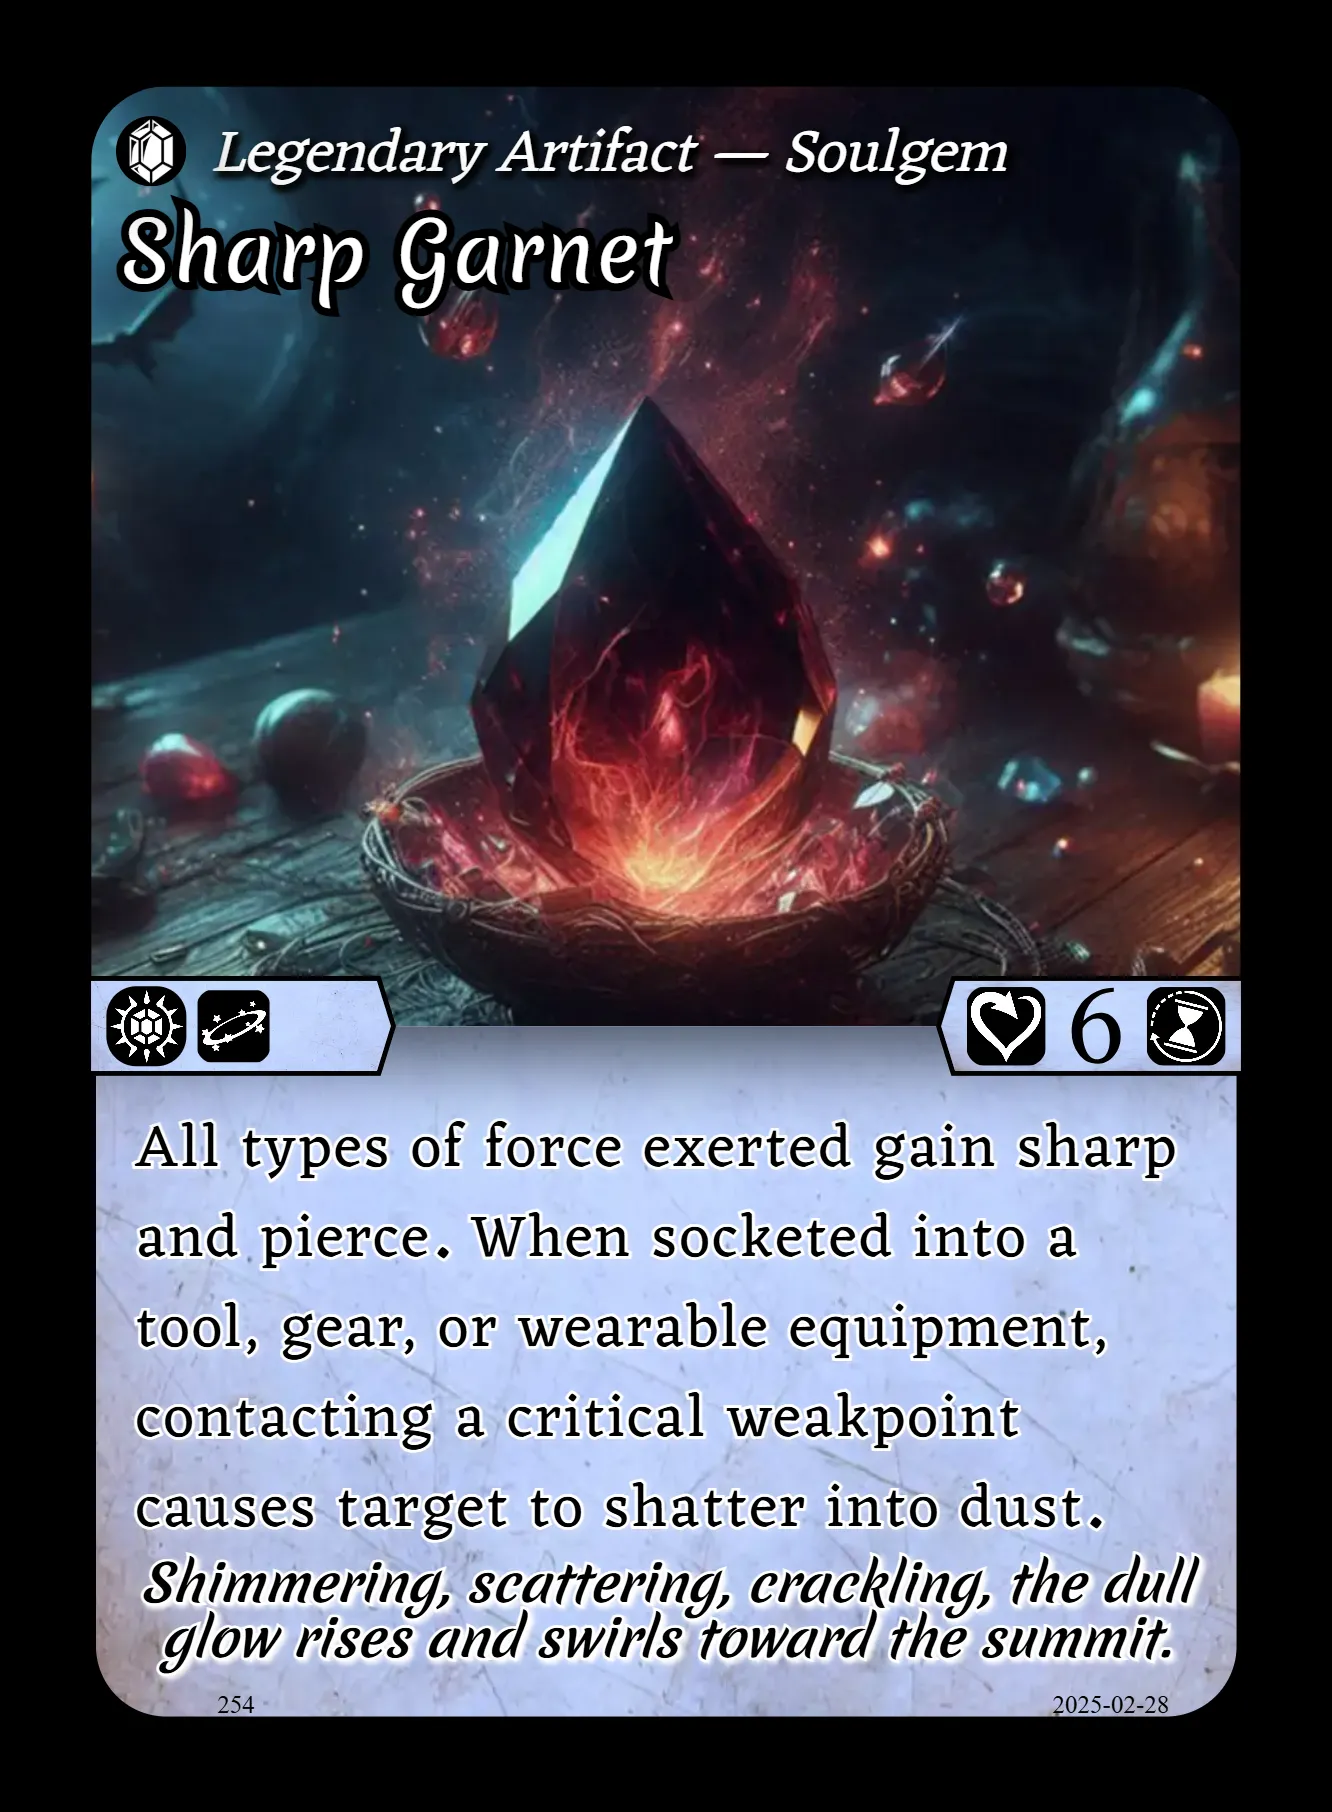 Legendary Artifact — Soulgem
Sharp Garnet
6
All types of force exerted gain sharp
and pierce. When socketed into a
tool, gear, or wearable equipment,
contacting a critical weakpoint
causes target to shatter into dust.
Shimmering, scattering, crackling, the dull
glow rises and swirls toward the summit.
254
2025-02-28